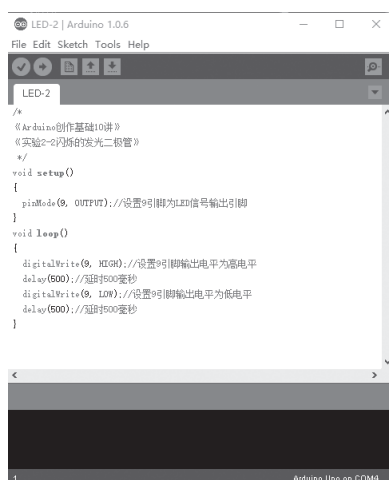 LED-2 | Arduino 1.0.6
File Edit Sketch Tools Help
LED-2
/*
《Arduino创作基础10讲》
《实验2-2闪烁的发光二极管》
*/
void setup()
{
pinMode(9, OUTPUT);//设置9引脚为LED信号输出引脚
}
void loop()
{
digitalWrite(9, HIGH);//设置9引脚输出电平为高电平
delay(500);//延时500毫秒
digitalWrite(9, LOW);//设置9引脚输出电平为低电平
delay(500);//延时500毫秒
}
1
Arduino Uno on COM4